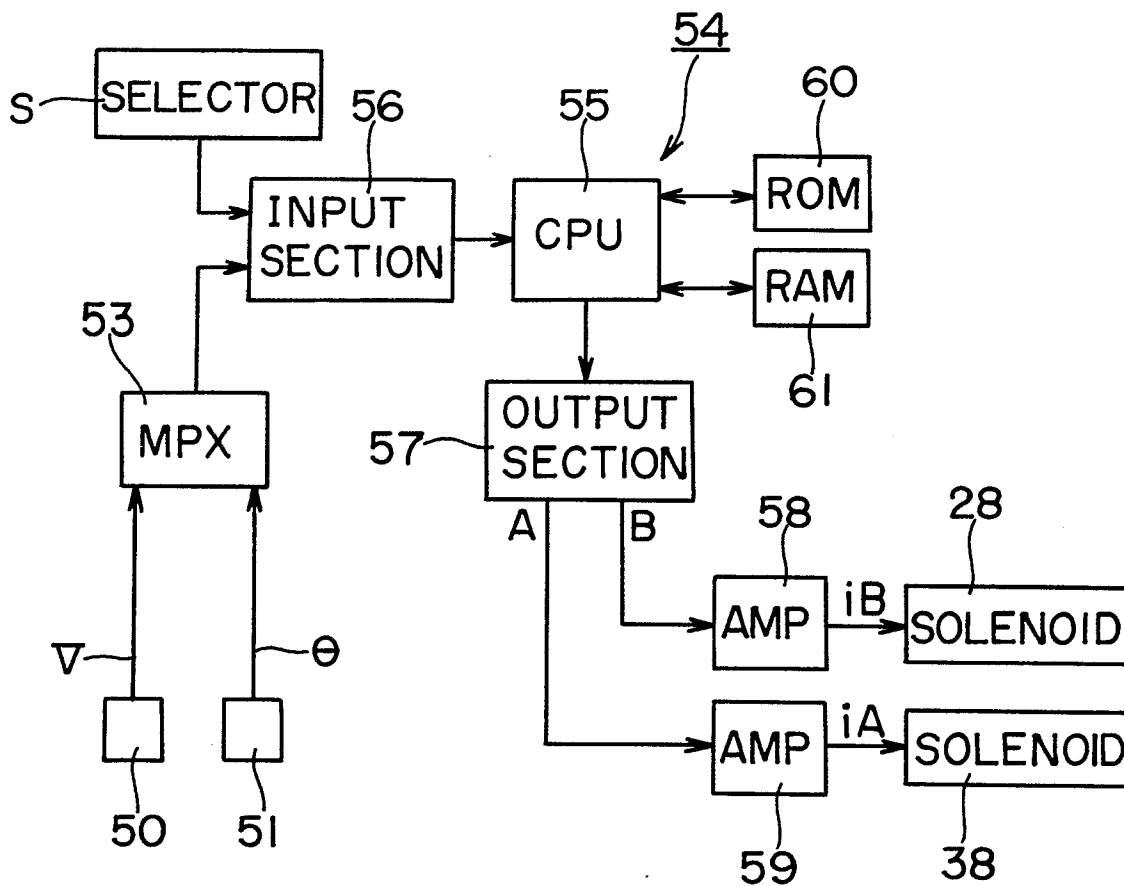 54
S
SELECTOR
56
55
60
INPUT
SECTION
CPU
ROM
RAM
53
61
MPX
OUTPUT
SECTION
57
A
B
58
28
AMP
iB
SOLENOID
V
θ
AMP
iA
SOLENOID
50
51
59
38